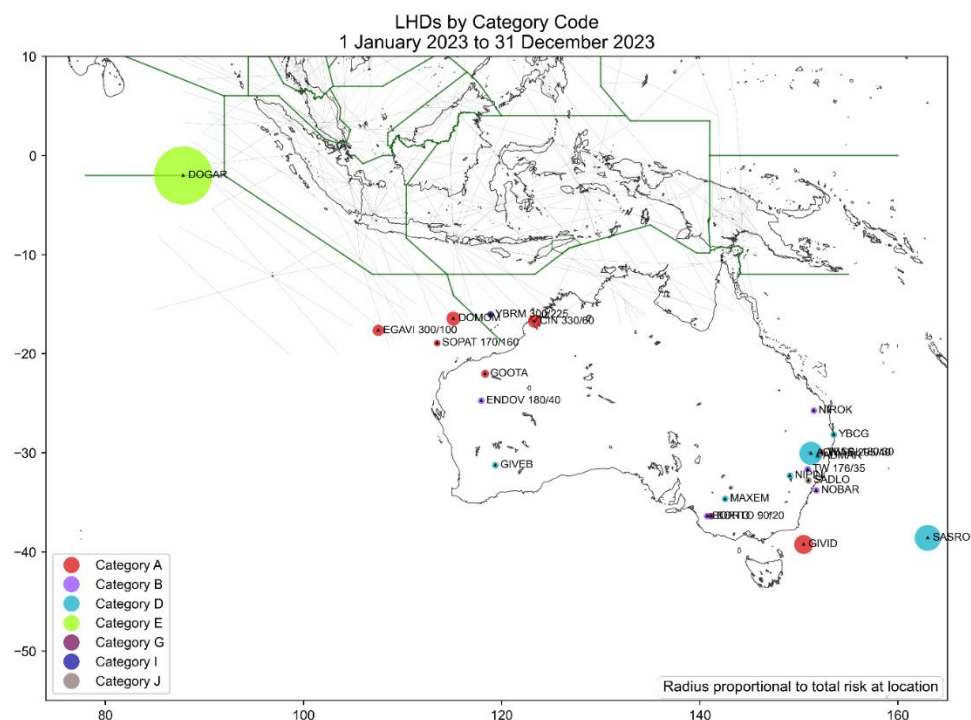 LHDs by Category Code
1 January 2023 to 31 December 2023
10
0
−10
−20
−30
−40
−50
DOGAR
YBRM 300/225
DOMOM
CIN 330/60
EGAVI 300/100
SOPAT 170/160
GOOTA
ENDOV 180/40
NIROK
YBCG
GIVEB
TW 176/35
SADLO
MAXEM
NOBAR
GIVID
SASRO
Category A
Category B
Category D
Category E
Category G
Category I
Category J
Radius proportional to total risk at location
80
100
120
140
160